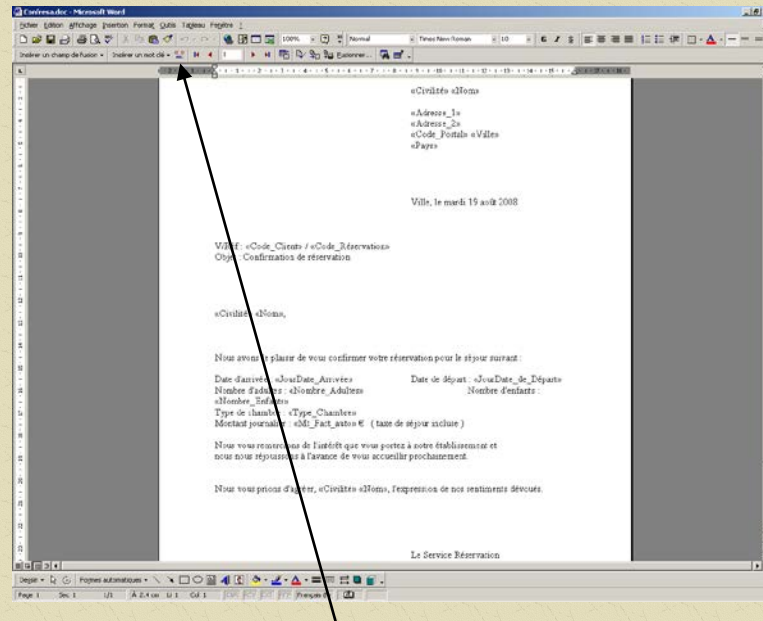 Confresa.doc - Microsoft Word
Fichier Edition Affichage Insertion Format Outils Tableau Fenêtre ?
100% Normal Times New Roman 10 G I S
Insérer un champ de fusion Insérer un mot clé 1 Fusionner...
«Civilité» «Nom»
«Adresse_1»
«Adresse_2»
«Code_Postal» «Ville»
«Pays»
Ville, le mardi 19 août 2008
V/Réf : «Code_Client» / «Code_Réservation»
Objet : Confirmation de réservation
«Civilité» «Nom»,
Nous avons le plaisir de vous confirmer votre réservation pour le séjour suivant :
Date d'arrivée : «JourDate_Arrivée» Date de départ : «JourDate_de_Départ»
Nombre d'adultes : «Nombre_Adultes» Nombre d'enfants :
«Nombre_Enfants»
Type de chambre : «Type_Chambre»
Montant journalier : «Mt_Fact_auto» € ( taxe de séjour incluse )
Nous vous remercions de l'intérêt que vous portez à notre établissement et
nous nous réjouissons à l'avance de vous accueillir prochainement.
Nous vous prions d'agréer, «Civilité» «Nom», l'expression de nos sentiments dévoués.
Le Service Réservation
Dessin Formes automatiques
Page 1 Sec 1 1/1 À 2,4 cm Li 1 Col 1 Français